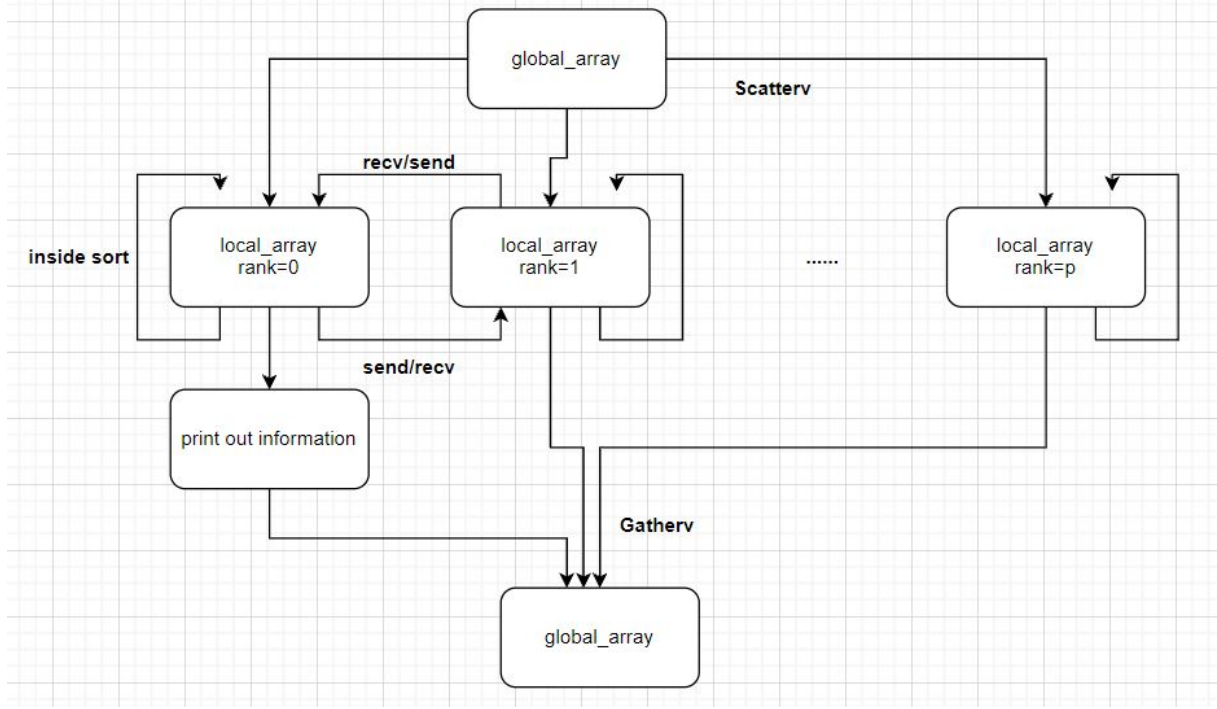 global_array
Scatterv
recv/send
inside sort
local_array
rank=0
local_array
rank=1
......
local_array
rank=p
send/recv
print out information
Gatherv
global_array